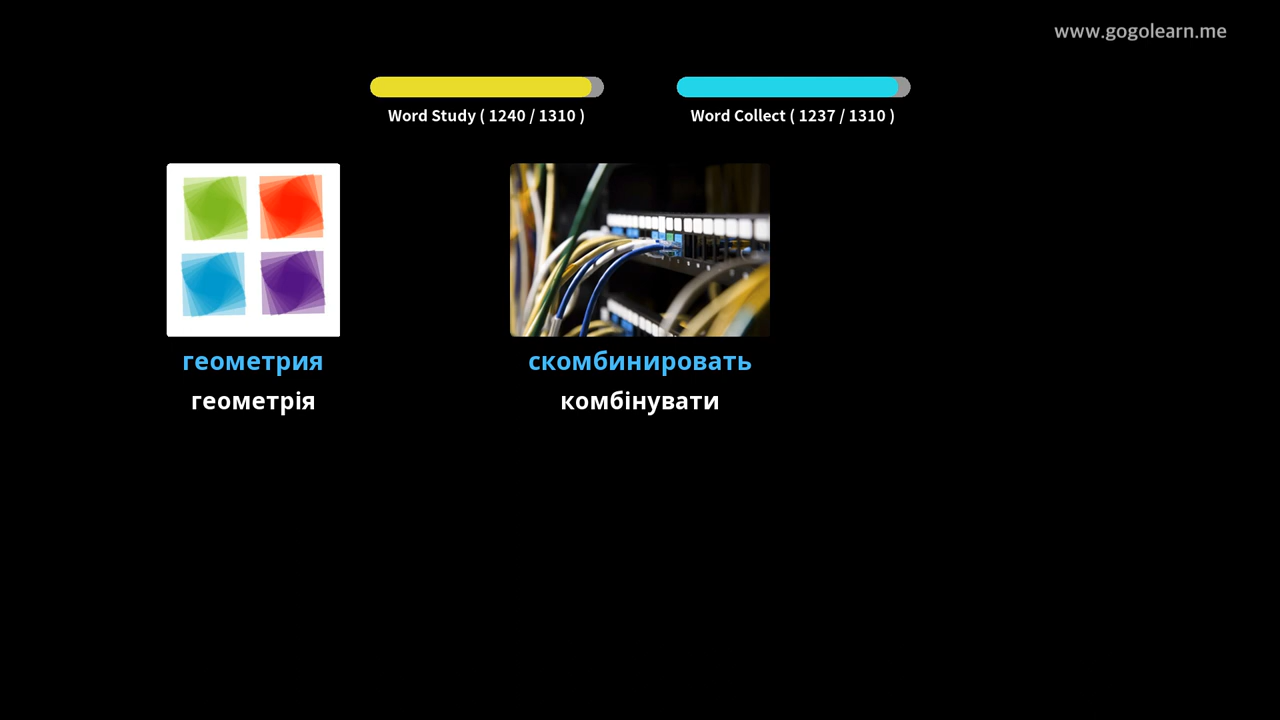 www.gogolearn.me
Word Study ( 1240 / 1310 )
Word Collect ( 1237 / 1310 )
геометрия
геометрія
скомбинировать
комбінувати